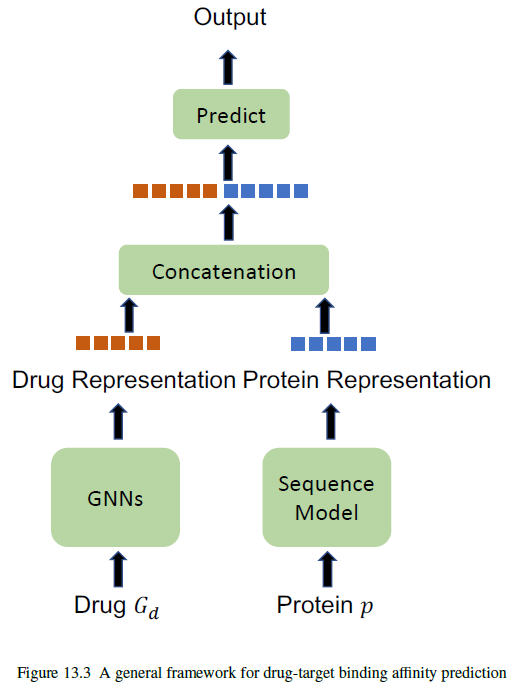 Output
Predict
Concatenation
Drug Representation Protein Representation
GNNs
Sequence
Model
Drug G_d
Protein p
Figure 13.3 A general framework for drug-target binding affinity prediction